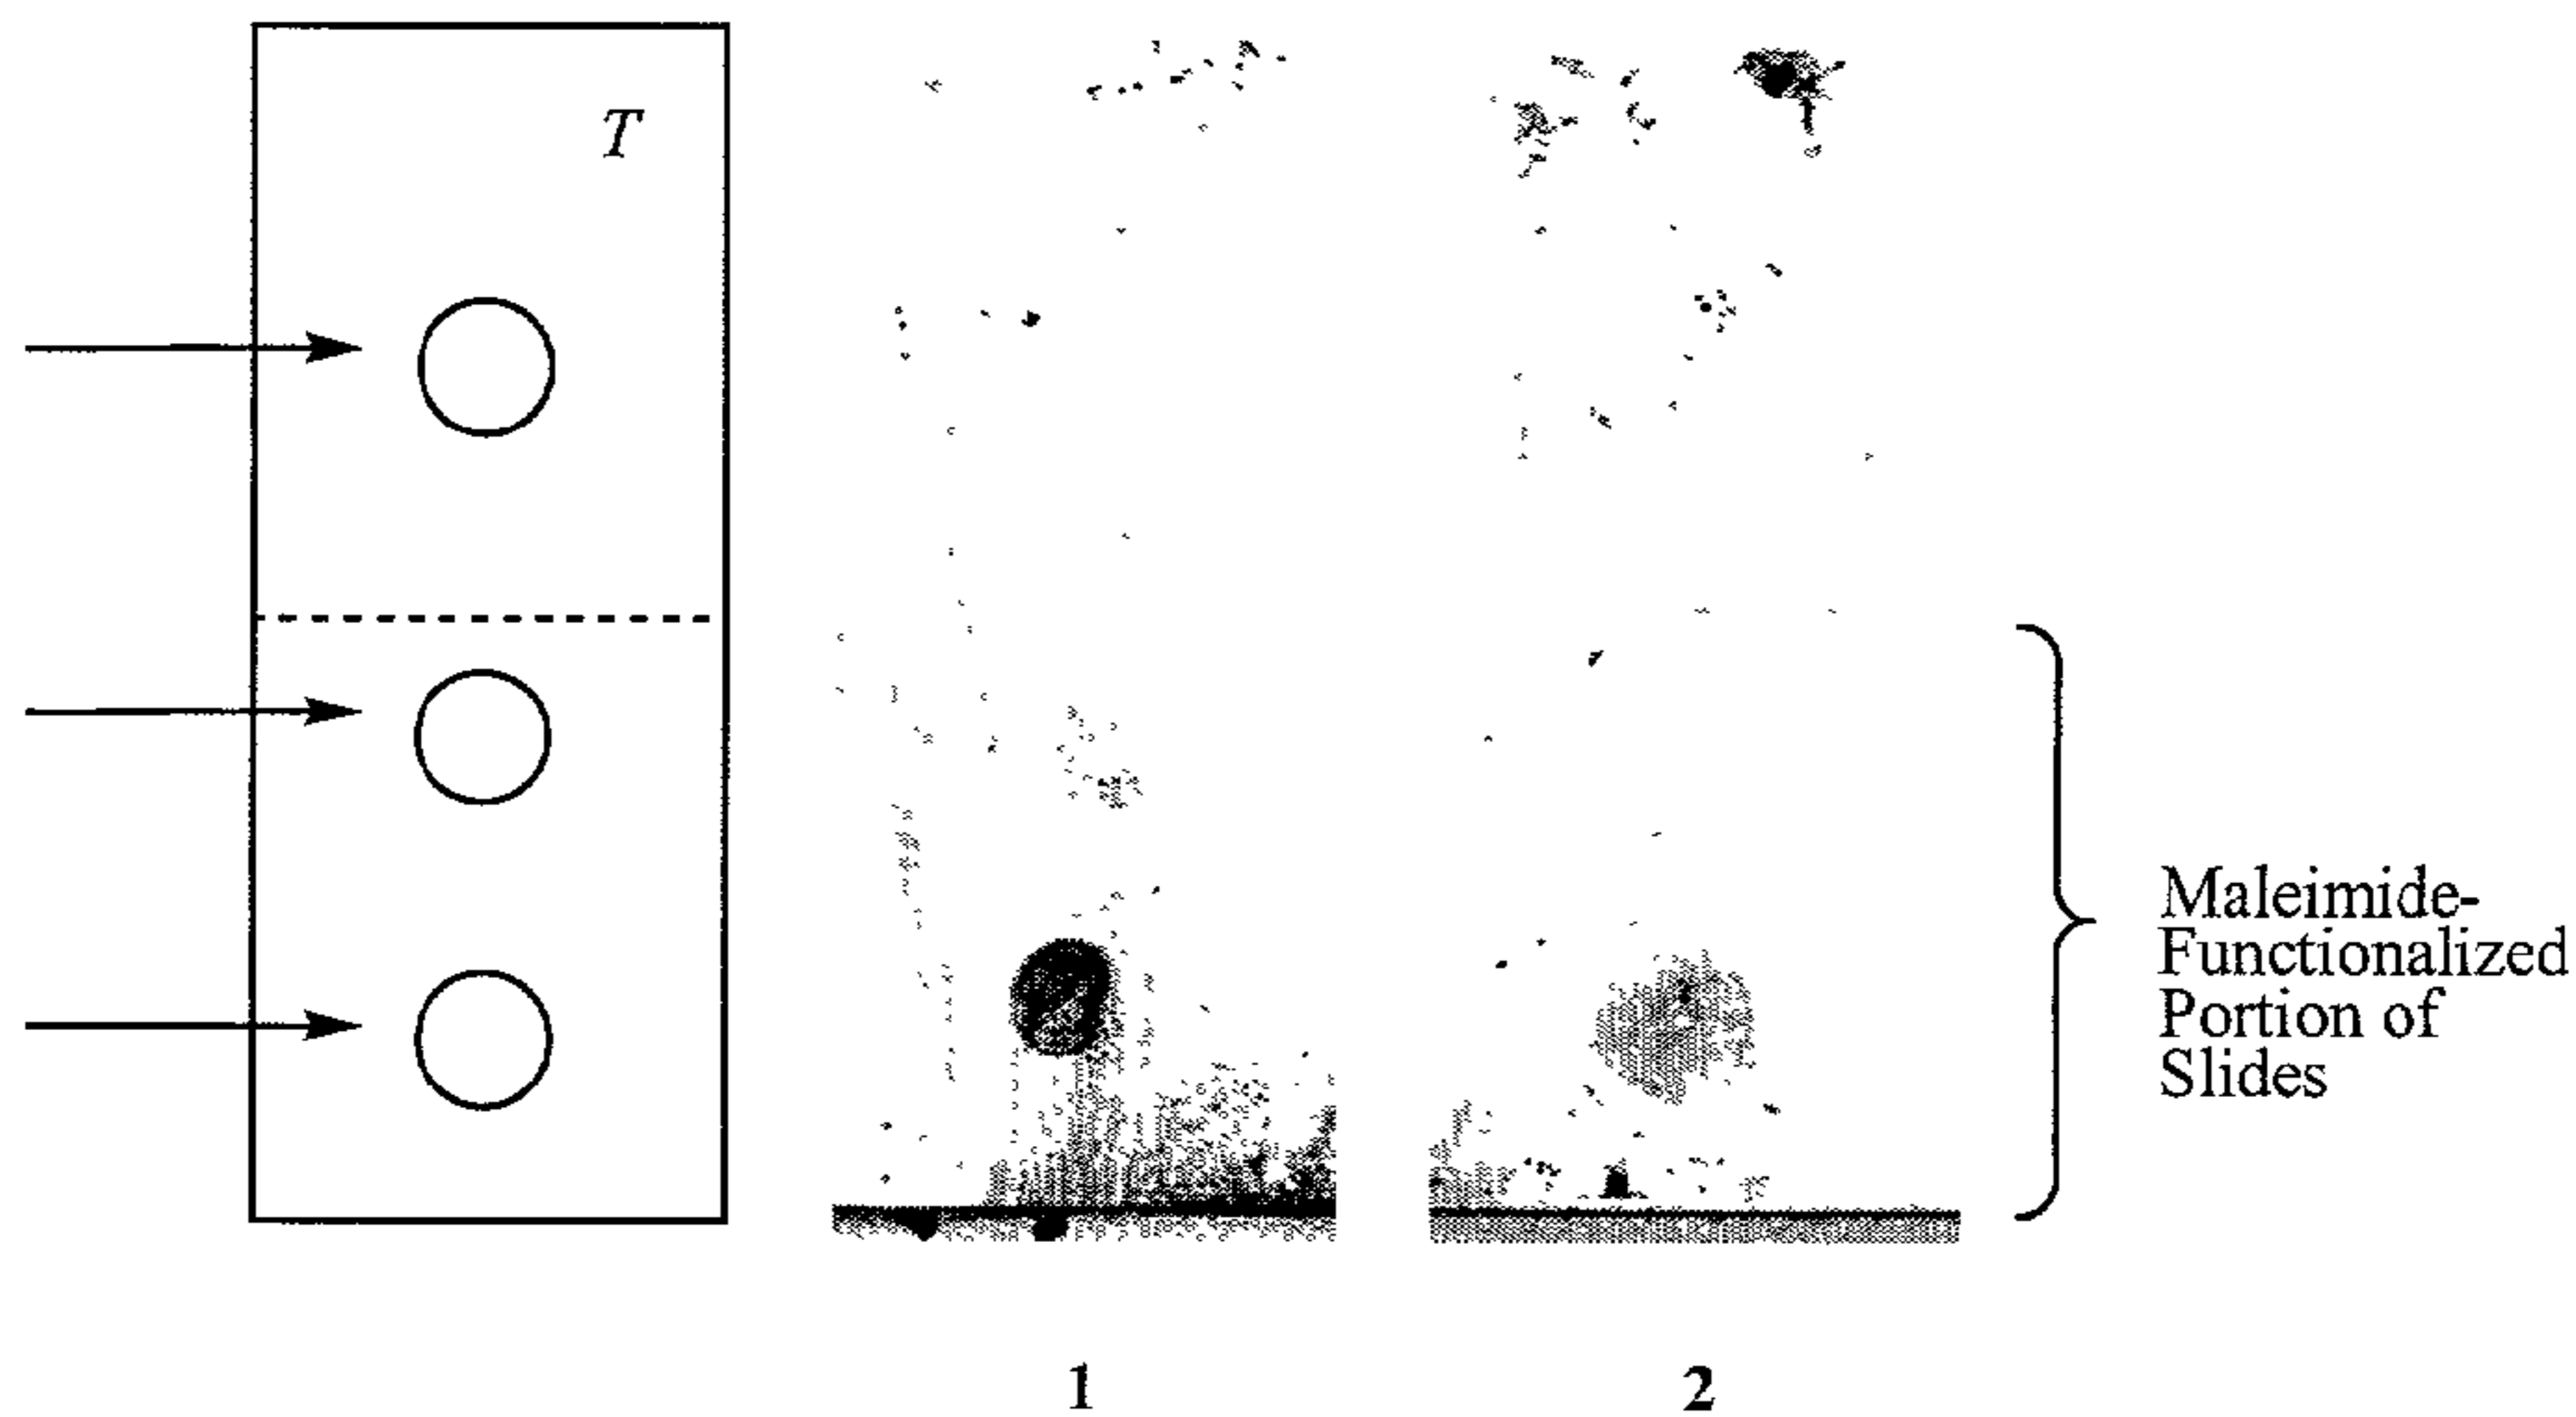 T
Maleimide-
Functionalized
Portion of
Slides
1
2